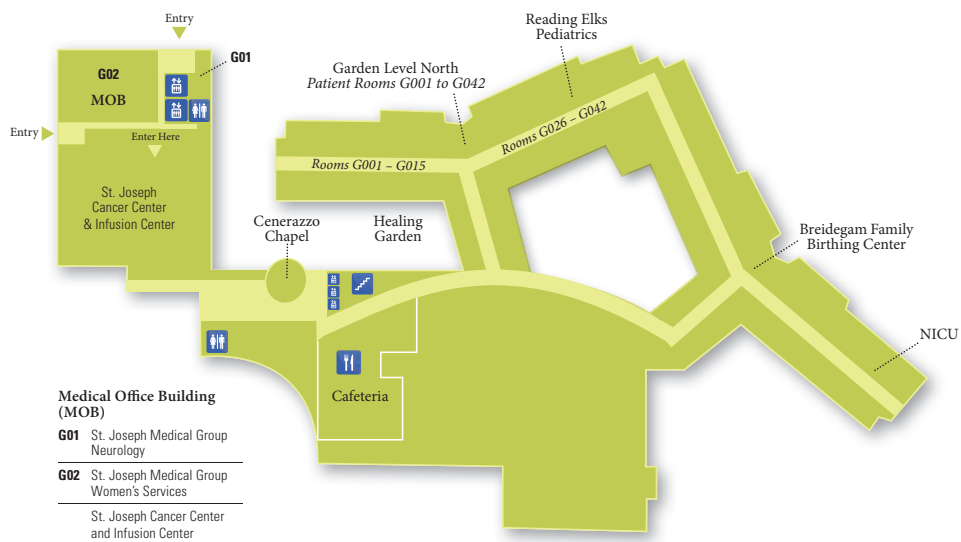 Entry
G01
G02
MOB
Entry
Enter Here
St. Joseph
Cancer Center
& Infusion Center
Reading Elks
Pediatrics
Garden Level North
Patient Rooms G001 to G042
Rooms G001 – G015
Rooms G026 – G042
Cenerazzo
Chapel
Healing
Garden
Breidegam Family
Birthing Center
NICU
Cafeteria
Medical Office Building
(MOB)
G01 St. Joseph Medical Group
Neurology
G02 St. Joseph Medical Group
Women's Services
St. Joseph Cancer Center
and Infusion Center